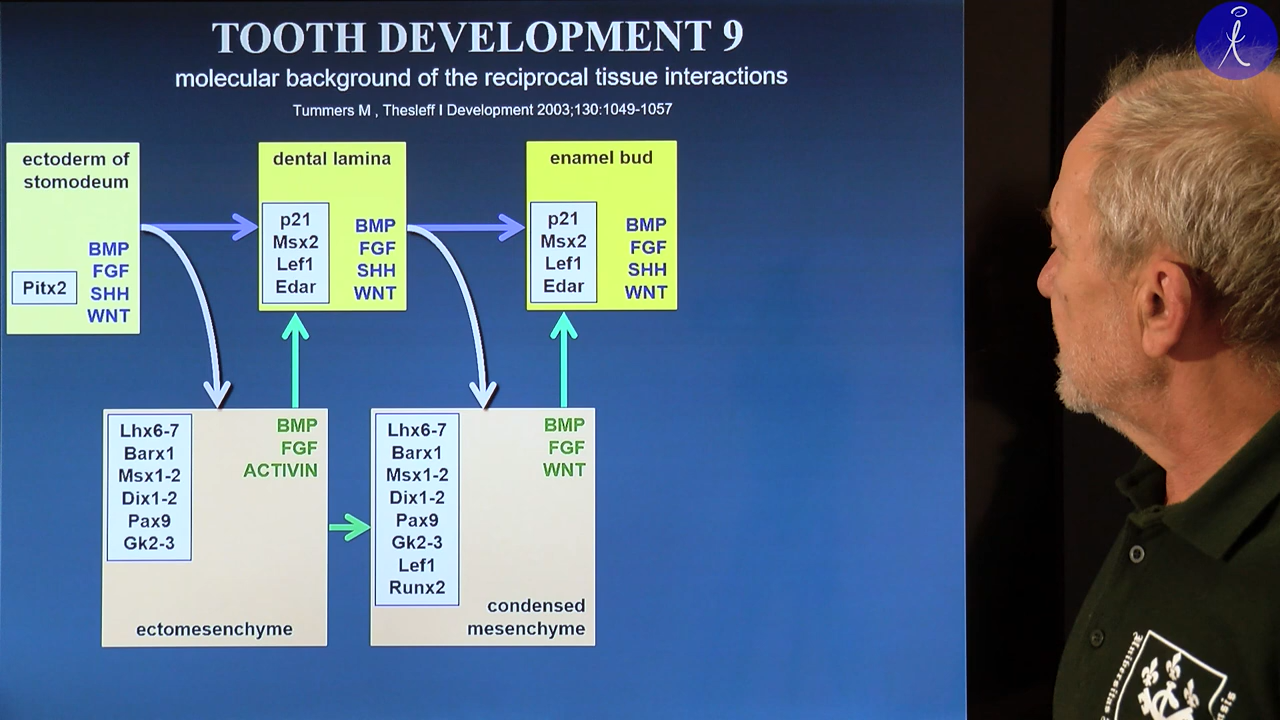 TOOTH DEVELOPMENT 9
molecular background of the reciprocal tissue interactions
Tummers M , Thesleff I Development 2003;130:1049-1057
ectoderm of
stomodeum
Pitx2
BMP
FGF
SHH
WNT
dental lamina
p21
Msx2
Lef1
Edar
BMP
FGF
SHH
WNT
enamel bud
p21
Msx2
Lef1
Edar
BMP
FGF
SHH
WNT
Lhx6-7
Barx1
Msx1-2
Dix1-2
Pax9
Gk2-3
BMP
FGF
ACTIVIN
ectomesenchyme
Lhx6-7
Barx1
Msx1-2
Dix1-2
Pax9
Gk2-3
Lef1
Runx2
BMP
FGF
WNT
condensed
mesenchyme